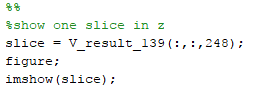 %%
%show one slice in z
slice = V_result_139(:,:,248);
figure;
imshow(slice);